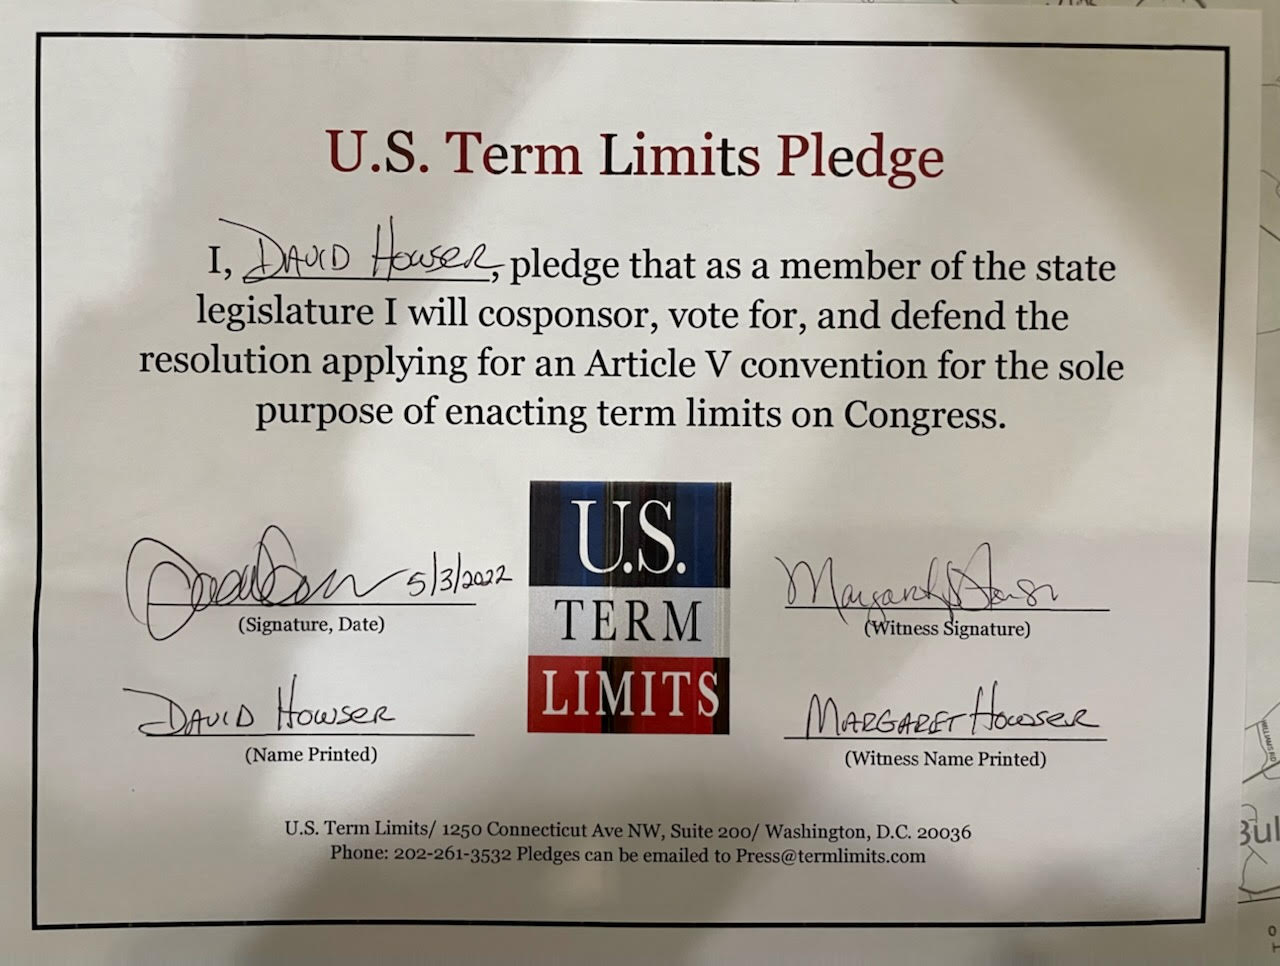 U.S. Term Limits Pledge
I, DAVID HOWSER, pledge that as a member of the state
legislature I will cosponsor, vote for, and defend the
resolution applying for an Article V convention for the sole
purpose of enacting term limits on Congress.
5/3/2022
(Signature, Date)
DAVID HOWSER
(Name Printed)
U.S.
TERM
LIMITS
Margaret Howser
(Witness Signature)
MARGARET HOWSER
(Witness Name Printed)
U.S. Term Limits/ 1250 Connecticut Ave NW, Suite 200/ Washington, D.C. 20036
Phone: 202-261-3532 Pledges can be emailed to Press@termlimits.com